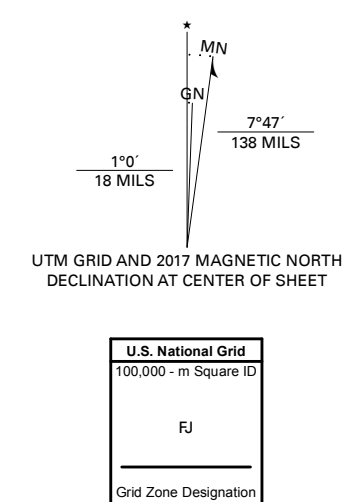 ★
MN
GN
7°47´
138 MILS
1°0´
18 MILS
UTM GRID AND 2017 MAGNETIC NORTH
DECLINATION AT CENTER OF SHEET
U.S. National Grid
100,000 - m Square ID
FJ
Grid Zone Designation